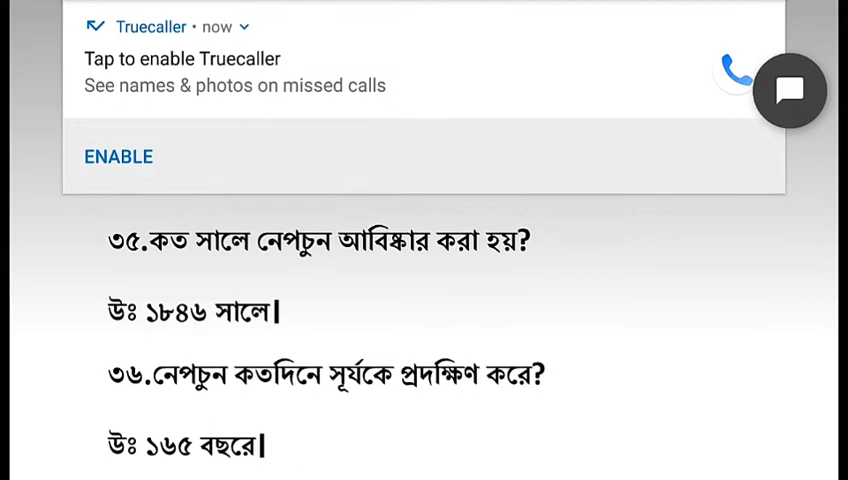 Truecaller • now
Tap to enable Truecaller
See names & photos on missed calls
ENABLE
৩৫.কত সালে নেপচুন আবিষ্কার করা হয়?
উঃ ১৮৪৬ সালে|
৩৬.নেপচুন কতদিনে সূর্যকে প্রদক্ষিণ করে?
উঃ ১৬৫ বছরে|